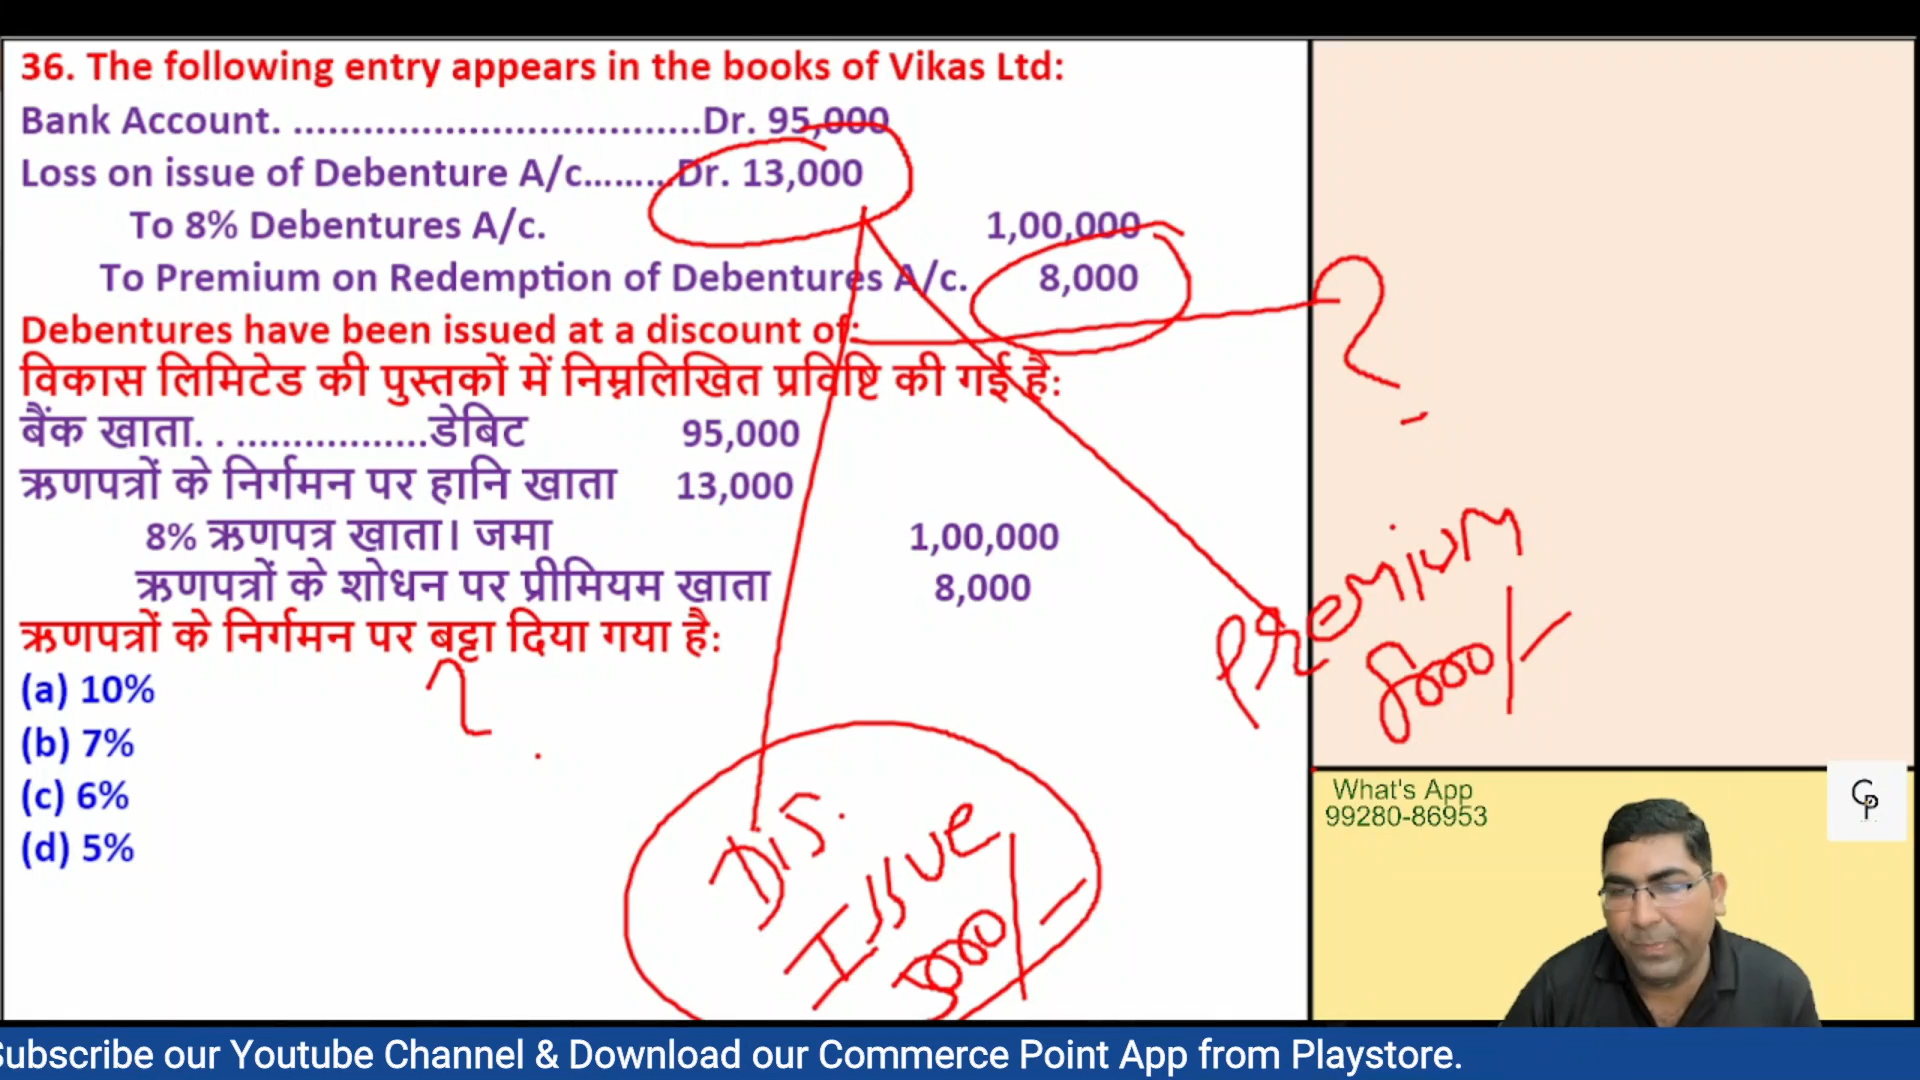 36. The following entry appears in the books of Vikas Ltd:
Bank Account. ...................................Dr. 95,000
Loss on issue of Debenture A/c........Dr. 13,000
To 8% Debentures A/c. 1,00,000
To Premium on Redemption of Debentures A/c. 8,000
Debentures have been issued at a discount of:
विकास लिमिटेड की पुस्तकों में निम्नलिखित प्रविष्टि की गई है:
बैंक खाता. . .................डेबिट 95,000
ऋणपत्रों के निर्गमन पर हानि खाता 13,000
8% ऋणपत्र खाता। जमा 1,00,000
ऋणपत्रों के शोधन पर प्रीमियम खाता 8,000
ऋणपत्रों के निर्गमन पर बट्टा दिया गया है:
(a) 10%
(b) 7%
(c) 6%
(d) 5%
?
?
Premium
8000/-
Dis.
Issue
5000/-
What's App
99280-86953
CP
Subscribe our Youtube Channel & Download our Commerce Point App from Playstore.